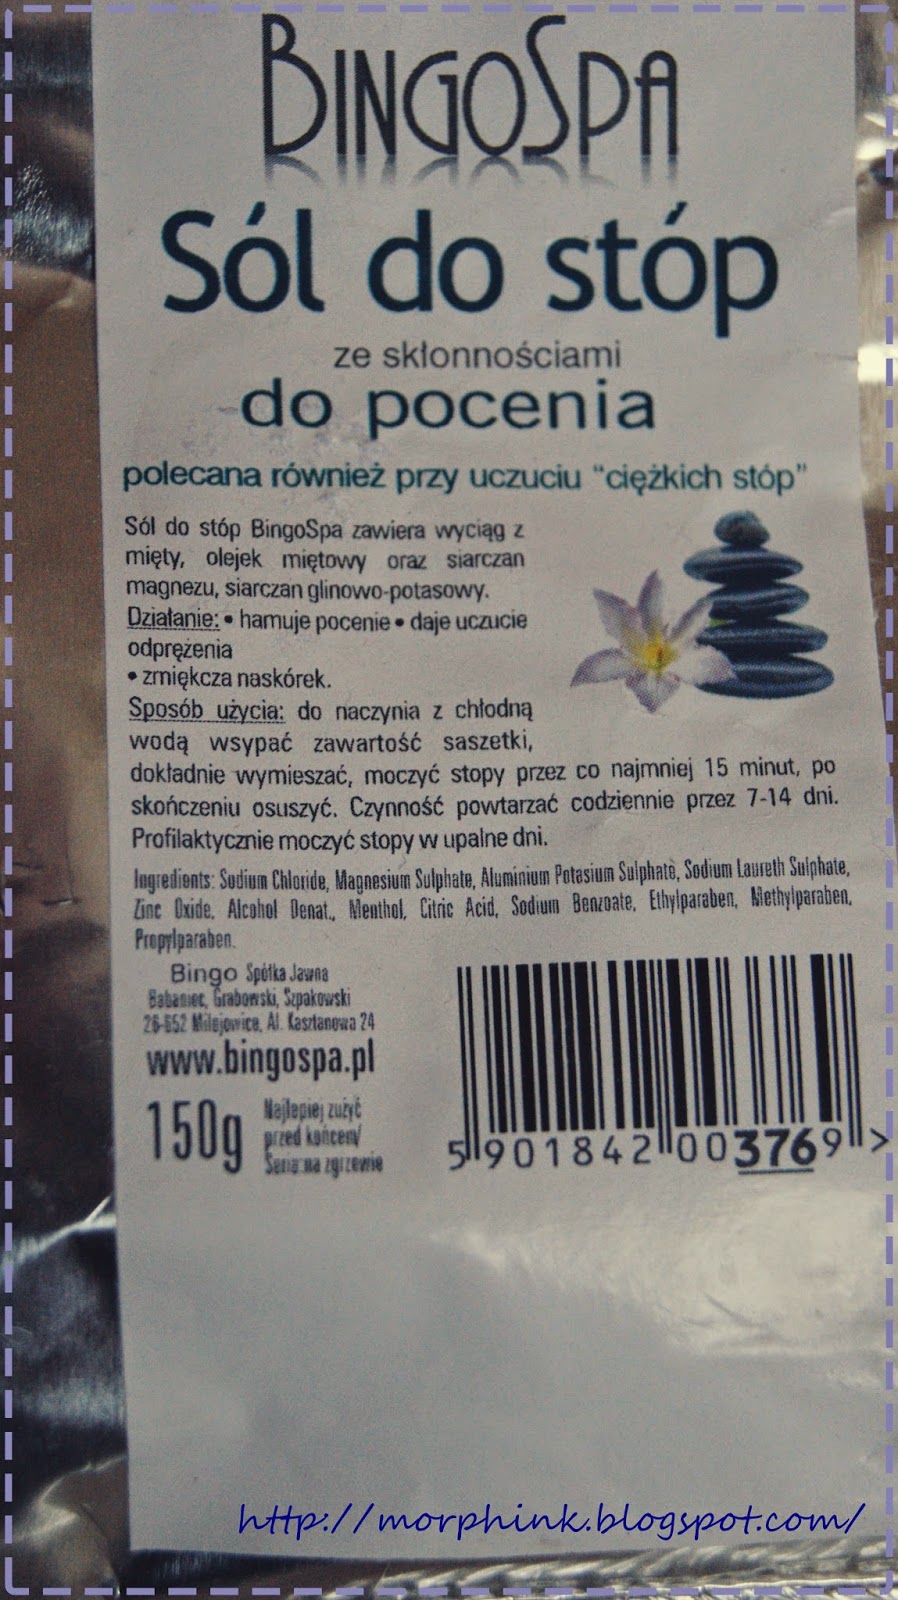 BINGOSPA
Sól do stóp
ze skłonnościami
do pocenia
polecana również przy uczuciu "ciężkich stóp"
Sól do stóp BingoSpa zawiera wyciąg z
mięty, olejek miętowy oraz siarczan
magnezu, siarczan glinowo-potasowy.
Działanie: • hamuje pocenie • daje uczucie
odprężenia
• zmiękcza naskórek.
Sposób użycia: do naczynia z chłodną
wodą wsypać zawartość saszetki,
dokładnie wymieszać, moczyć stopy przez co najmniej 15 minut, po
skończeniu osuszyć. Czynność powtarzać codziennie przez 7-14 dni.
Profilaktycznie moczyć stopy w upalne dni.
Ingredients: Sodium Chloride, Magnesium Sulphate, Aluminium Potasium Sulphate, Sodium Laureth Sulphate,
Zinc Oxide, Alcohol Denat., Menthol, Citric Acid, Sodium Benzoate, Ethylparaben, Methylparaben,
Propylparaben.
Bingo Spółka Jawna
Babaniec, Grabowski, Szpakowski
26-652 Milejowice, Al. Kasztanowa 24
www.bingospa.pl
150g
Najlepiej zużyć
przed końcem/
Seria:na zgrzewie
5 901842 003769 >
http://morphink.blogspot.com/